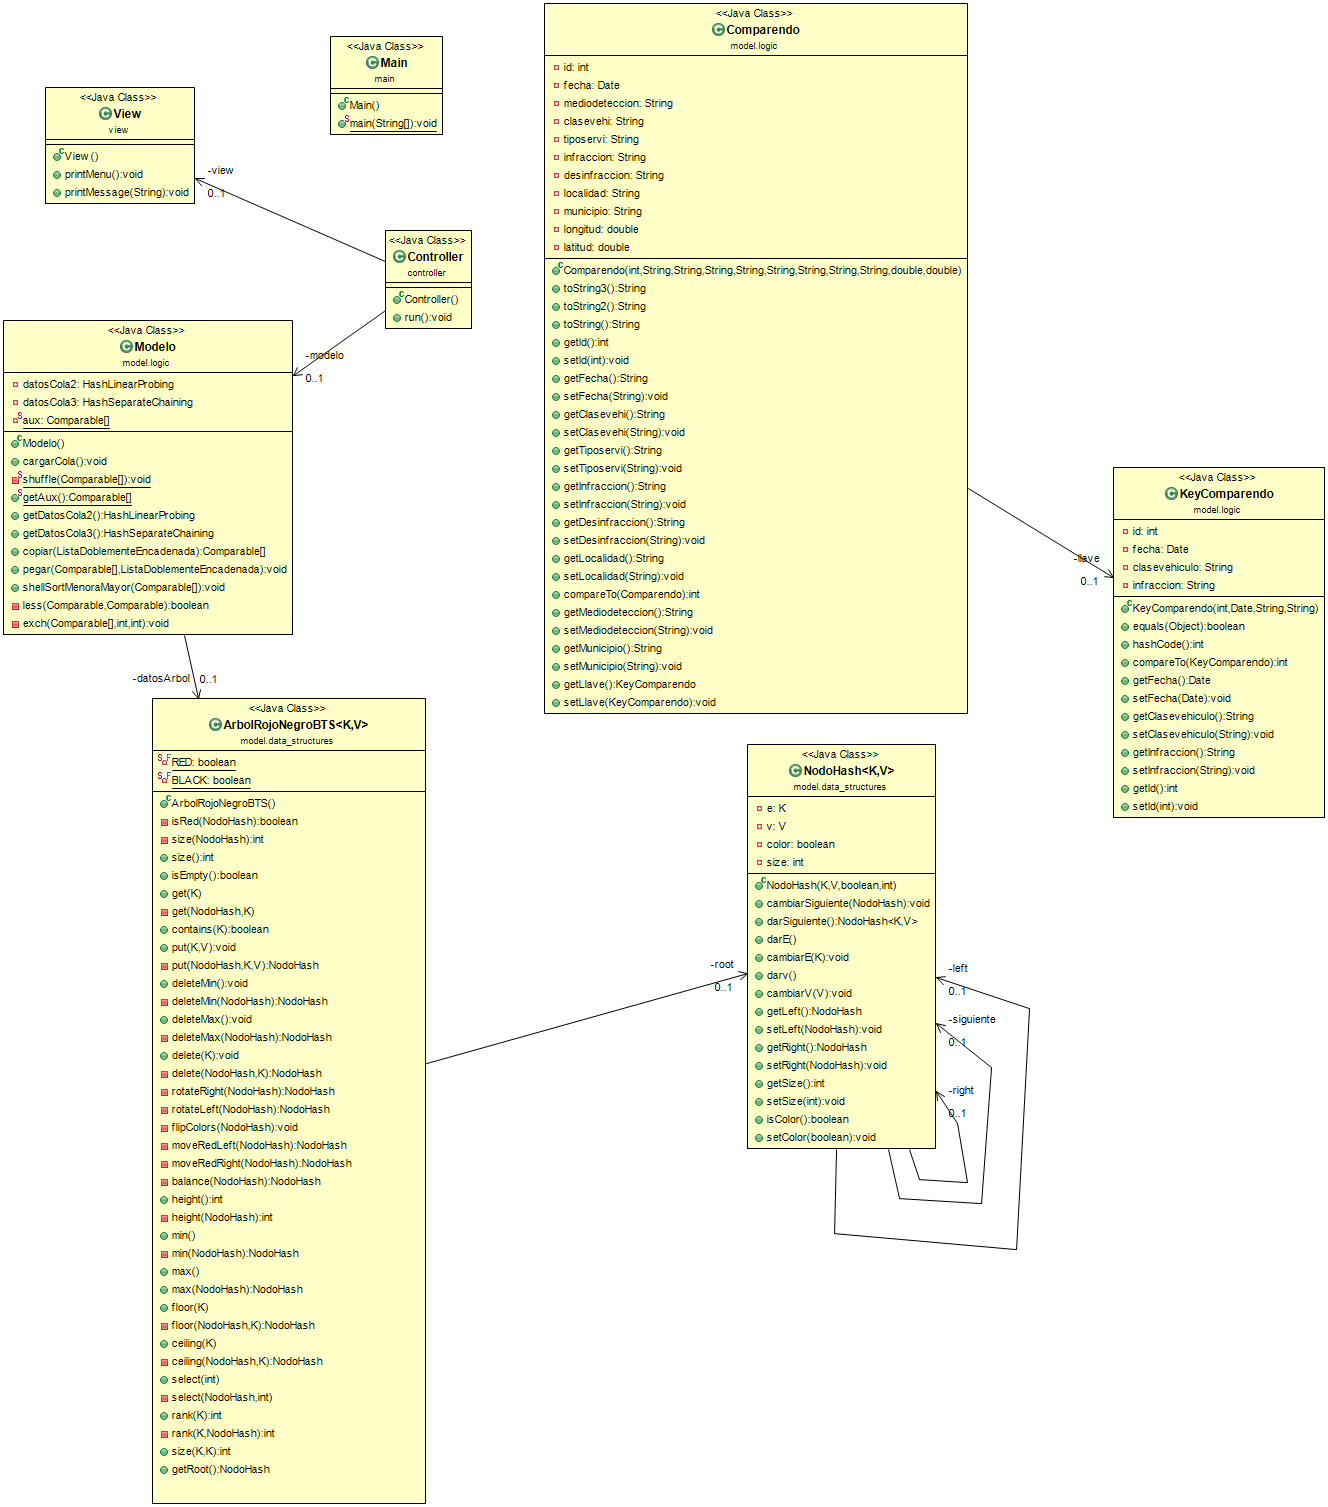 <<Java Class>>
Main
main
Main()
main(String[]):void
<<Java Class>>
View
view
View()
printMenu():void
printMessage(String):void
-view
0..1
<<Java Class>>
Controller
controller
Controller()
run():void
-modelo
0..1
<<Java Class>>
Modelo
model.logic
datosCola2: HashLinearProbing
datosCola3: HashSeparateChaining
aux: Comparable[]
Modelo()
cargarCola():void
shuffle(Comparable[]):void
getAux():Comparable[]
getDatosCola2():HashLinearProbing
getDatosCola3():HashSeparateChaining
copiar(ListaDoblementeEncadenada):Comparable[]
pegar(Comparable[],ListaDoblementeEncadenada):void
shellSortMenoraMayor(Comparable[]):void
less(Comparable,Comparable):boolean
exch(Comparable[],int,int):void
-datosArbol
0..1
<<Java Class>>
ArbolRojoNegroBTS<K,V>
model.data_structures
RED: boolean
BLACK: boolean
ArbolRojoNegroBTS()
isRed(NodoHash):boolean
size(NodoHash):int
size():int
isEmpty():boolean
get(K)
get(NodoHash,K)
contains(K):boolean
put(K,V):void
put(NodoHash,K,V):NodoHash
deleteMin():void
deleteMin(NodoHash):NodoHash
deleteMax():void
deleteMax(NodoHash):NodoHash
delete(K):void
delete(NodoHash,K):NodoHash
rotateRight(NodoHash):NodoHash
rotateLeft(NodoHash):NodoHash
flipColors(NodoHash):void
moveRedLeft(NodoHash):NodoHash
moveRedRight(NodoHash):NodoHash
balance(NodoHash):NodoHash
height():int
height(NodoHash):int
min()
min(NodoHash):NodoHash
max()
max(NodoHash):NodoHash
floor(K)
floor(NodoHash,K):NodoHash
ceiling(K)
ceiling(NodoHash,K):NodoHash
select(int)
select(NodoHash,int)
rank(K):int
rank(K,NodoHash):int
size(K,K):int
getRoot():NodoHash
<<Java Class>>
Comparendo
model.logic
id: int
fecha: Date
mediodeteccion: String
clasevehi: String
tiposervi: String
infraccion: String
desinfraccion: String
localidad: String
municipio: String
longitud: double
latitud: double
Comparendo(int,String,String,String,String,String,String,String,String,double,double)
toString3():String
toString2():String
toString():String
getId():int
setId(int):void
getFecha():String
setFecha(String):void
getClasevehi():String
setClasevehi(String):void
getTiposervi():String
setTiposervi(String):void
getInfraccion():String
setInfraccion(String):void
getDesinfraccion():String
setDesinfraccion(String):void
getLocalidad():String
setLocalidad(String):void
compareTo(Comparendo):int
getMediodeteccion():String
setMediodeteccion(String):void
getMunicipio():String
setMunicipio(String):void
getLlave():KeyComparendo
setLlave(KeyComparendo):void
-llave
0..1
<<Java Class>>
KeyComparendo
model.logic
id: int
fecha: Date
clasevehiculo: String
infraccion: String
KeyComparendo(int,Date,String,String)
equals(Object):boolean
hashCode():int
compareTo(KeyComparendo):int
getFecha():Date
setFecha(Date):void
getClasevehiculo():String
setClasevehiculo(String):void
getInfraccion():String
setInfraccion(String):void
getId():int
setId(int):void
-root
0..1
<<Java Class>>
NodoHash<K,V>
model.data_structures
e: K
v: V
color: boolean
size: int
NodoHash(K,V,boolean,int)
cambiarSiguiente(NodoHash):void
darSiguiente():NodoHash<K,V>
darE()
cambiarE(K):void
darv()
cambiarV(V):void
getLeft():NodoHash
setLeft(NodoHash):void
getRight():NodoHash
setRight(NodoHash):void
getSize():int
setSize(int):void
isColor():boolean
setColor(boolean):void
-left
0..1
-siguiente
0..1
-right
0..1